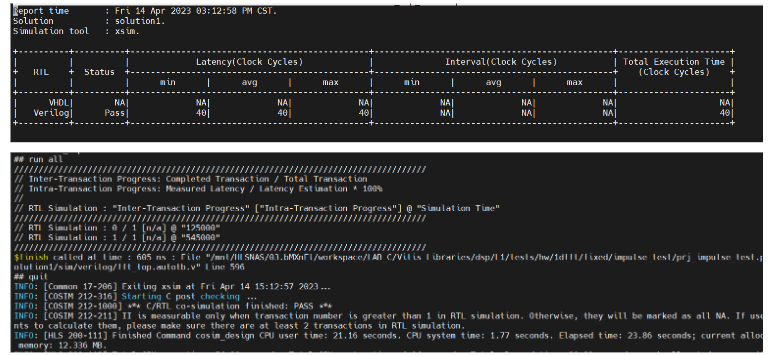 Report time       : Fri 14 Apr 2023 03:12:58 PM CST.
Solution          : solution1.
Simulation tool   : xsim.
+----------+----------+-----------------------------------------------+-----------------------------------------------+----------------------+
|          |          |            Latency(Clock Cycles)              |            Interval(Clock Cycles)             | Total Execution Time |
+   RTL    +  Status  +-----------------------------------------------+-----------------------------------------------+    (Clock Cycles)    +
|          |          |      min      |      avg      |      max      |      min      |      avg      |      max      |                      |
+----------+----------+-----------------------------------------------+-----------------------------------------------+----------------------+
|      VHDL|        NA|             NA|             NA|             NA|             NA|             NA|             NA|                    NA|
|   Verilog|      Pass|             40|             40|             40|             NA|             NA|             NA|                    40|
+----------+----------+-----------------------------------------------+-----------------------------------------------+----------------------+
## run all
////////////////////////////////////////////////////////////////////////////////////
// Inter-Transaction Progress: Completed Transaction / Total Transaction
// Intra-Transaction Progress: Measured Latency / Latency Estimation * 100%
//
// RTL Simulation : "Inter-Transaction Progress" ["Intra-Transaction Progress"] @ "Simulation Time"
////////////////////////////////////////////////////////////////////////////////////
// RTL Simulation : 0 / 1 [n/a] @ "125000"
// RTL Simulation : 1 / 1 [n/a] @ "545000"
////////////////////////////////////////////////////////////////////////////////////
$finish called at time : 605 ns : File "/mnt/HLSNAS/03.bMXnFt/workspace/LAB_C/Vitis_Libraries/dsp/L1/tests/hw/1dfft/fixed/impulse_test/prj_impulse_test.p
olution1/sim/verilog/fft_top.autotb.v" Line 596
## quit
INFO: [Common 17-206] Exiting xsim at Fri Apr 14 15:12:57 2023...
INFO: [COSIM 212-316] Starting C post checking ...
INFO: [COSIM 212-1000] *** C/RTL co-simulation finished: PASS ***
INFO: [COSIM 212-211] II is measurable only when transaction number is greater than 1 in RTL simulation. Otherwise, they will be marked as all NA. If use
nts to calculate them, please make sure there are at least 2 transactions in RTL simulation.
INFO: [HLS 200-111] Finished Command cosim_design CPU user time: 21.16 seconds. CPU system time: 1.77 seconds. Elapsed time: 23.86 seconds; current alloc
 memory: 12.336 MB.